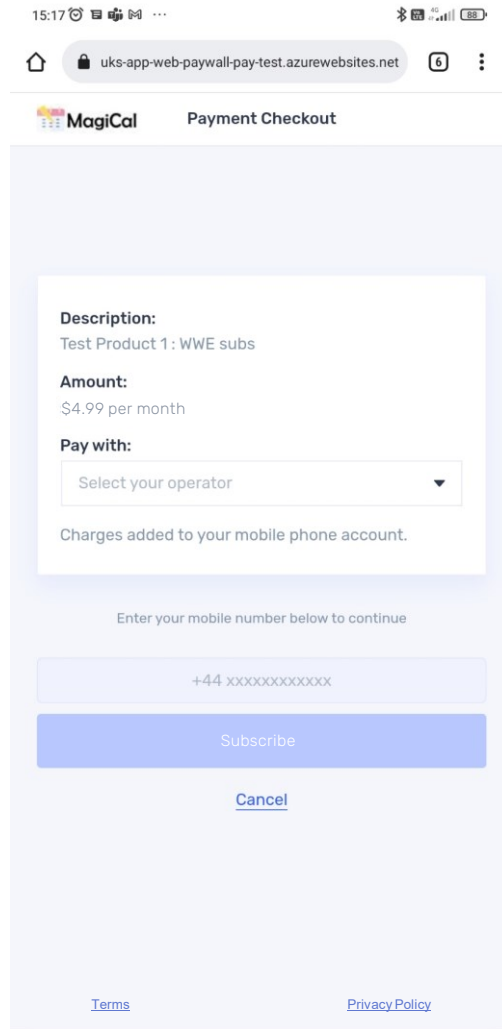 15:17
4G
88
uks-app-web-paywall-pay-test.azurewebsites.net
6
MagiCal
Payment Checkout
Description:
Test Product 1 : WWE subs
Amount:
$4.99 per month
Pay with:
Select your operator
Charges added to your mobile phone account.
Enter your mobile number below to continue
+44 xxxxxxxxxxxx
Subscribe
Cancel
Terms
Privacy Policy